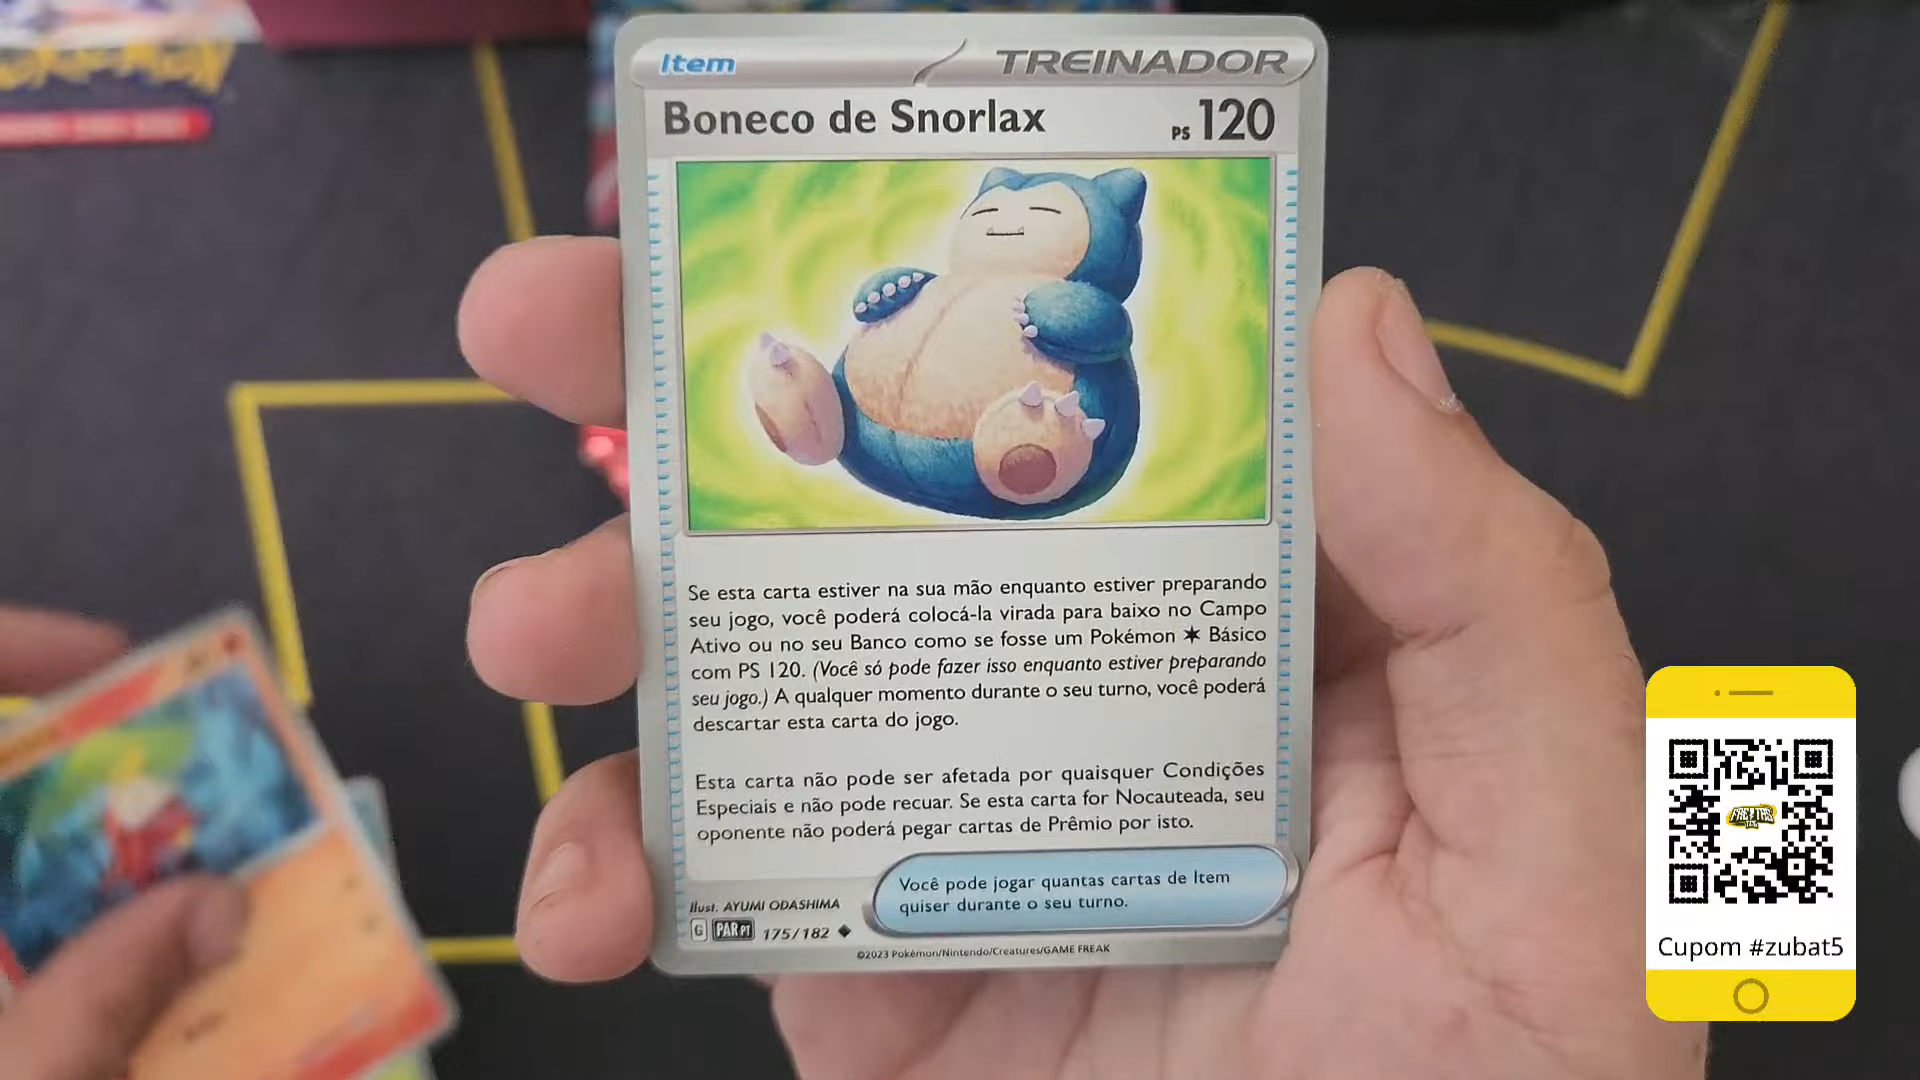 Item
TREINADOR
Boneco de Snorlax
PS 120
Se esta carta estiver na sua mão enquanto estiver preparando
seu jogo, você poderá colocá-la virada para baixo no Campo
Ativo ou no seu Banco como se fosse um Pokémon ✶ Básico
com PS 120. (Você só pode fazer isso enquanto estiver preparando
seu jogo.) A qualquer momento durante o seu turno, você poderá
descartar esta carta do jogo.
Esta carta não pode ser afetada por quaisquer Condições
Especiais e não pode recuar. Se esta carta for Nocauteada, seu
oponente não poderá pegar cartas de Prêmio por isto.
Você pode jogar quantas cartas de Item
quiser durante o seu turno.
Ilust. AYUMI ODASHIMA
G PAR PT 175/182 ◆
©2023 Pokémon/Nintendo/Creatures/GAME FREAK
FREITAS
Cupom #zubat5